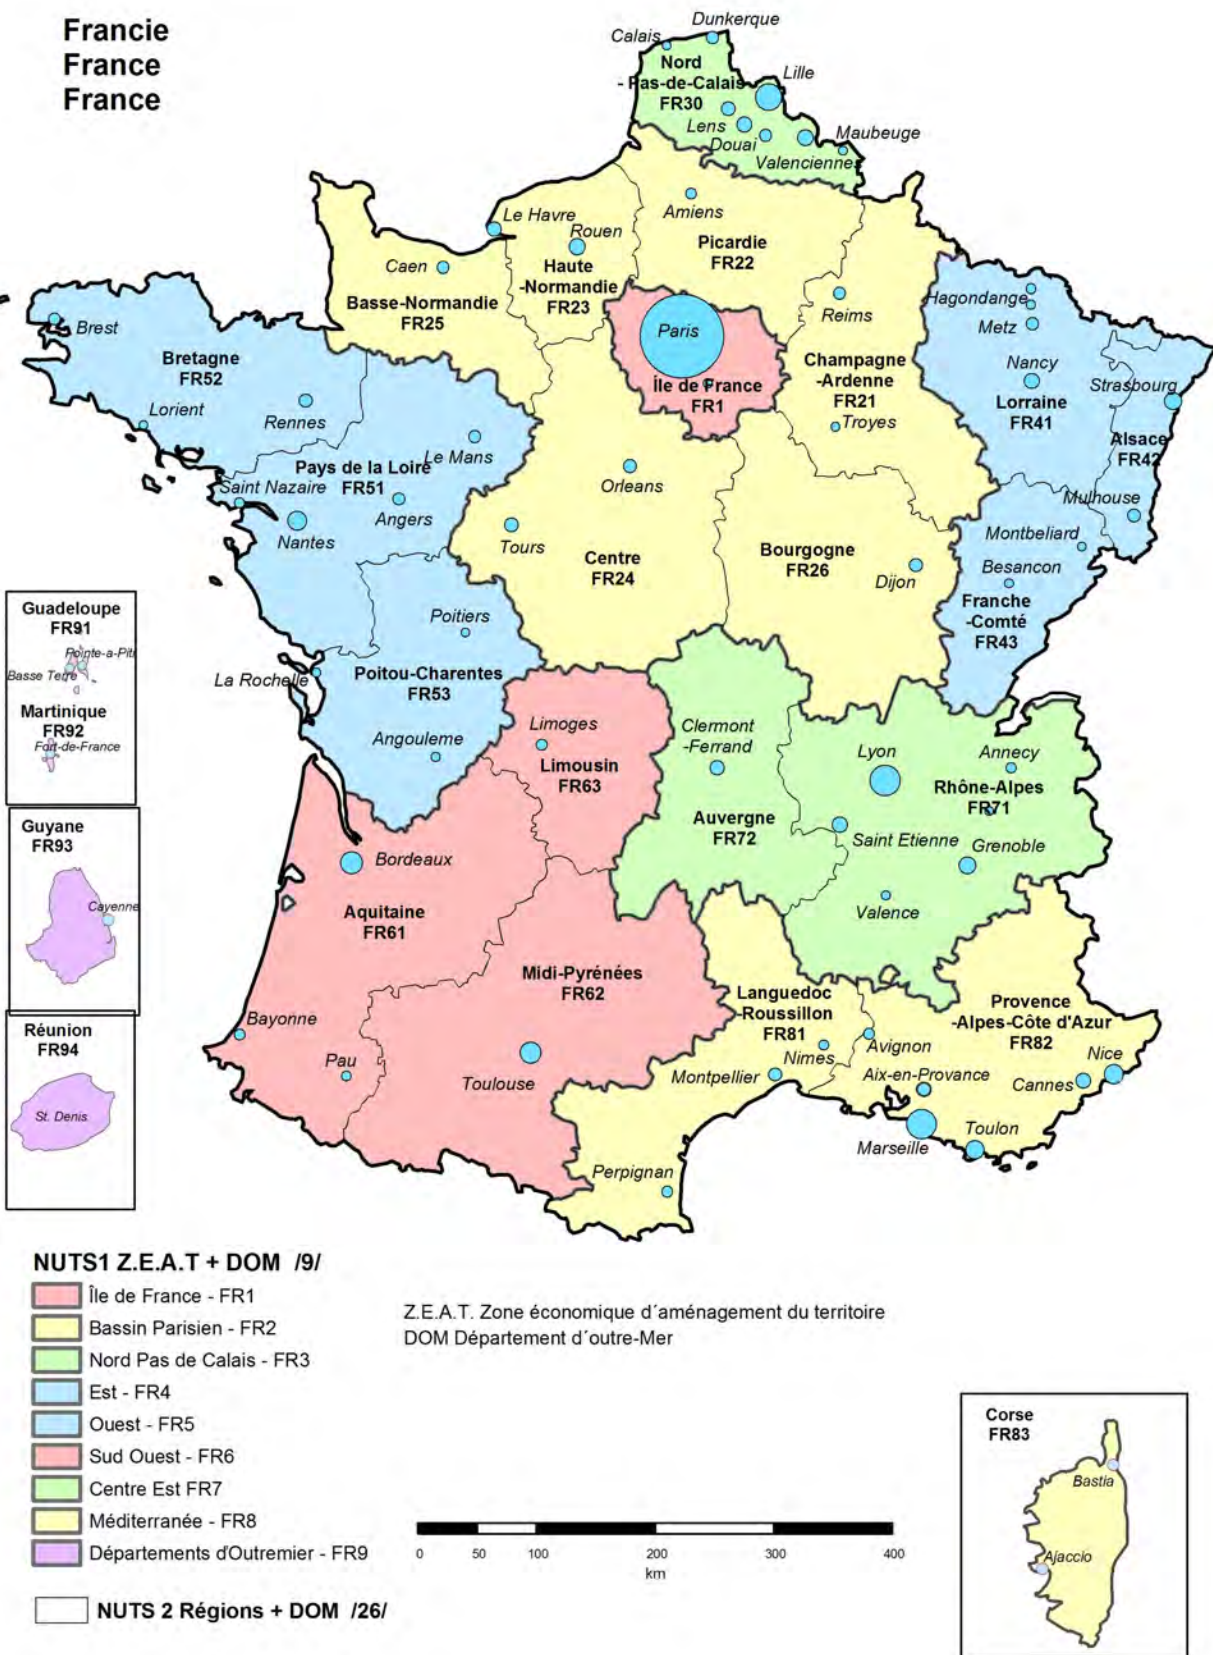 Francie
France
France
Dunkerque
Calais
Nord
- Pas-de-Calais
FR30
Lille
Lens
Douai
Maubeuge
Valenciennes
Amiens
Picardie
FR22
Le Havre
Rouen
Haute
-Normandie
FR23
Caen
Basse-Normandie
FR25
Brest
Bretagne
FR52
Lorient
Rennes
Paris
Île de France
FR1
Reims
Champagne
-Ardenne
FR21
Troyes
Hagondange
Metz
Nancy
Lorraine
FR41
Strasbourg
Alsace
FR42
Mulhouse
Le Mans
Pays de la Loire
FR51
Saint Nazaire
Angers
Nantes
Orleans
Tours
Centre
FR24
Bourgogne
FR26
Dijon
Montbeliard
Besancon
Franche
-Comté
FR43
Guadeloupe
FR91
Pointe-a-Pit
Basse Terre
Martinique
FR92
Fort-de-France
Poitiers
La Rochelle
Poitou-Charentes
FR53
Angouleme
Limoges
Limousin
FR63
Clermont
-Ferrand
Auvergne
FR72
Lyon
Annecy
Rhône-Alpes
FR71
Saint Etienne
Grenoble
Valence
Guyane
FR93
Cayenne
Bordeaux
Aquitaine
FR61
Midi-Pyrénées
FR62
Languedoc
-Roussillon
FR81
Provence
-Alpes-Côte d'Azur
FR82
Réunion
FR94
St. Denis
Bayonne
Pau
Toulouse
Montpellier
Nimes
Avignon
Aix-en-Provance
Nice
Cannes
Marseille
Toulon
Perpignan
NUTS1 Z.E.A.T + DOM /9/
Île de France - FR1
Bassin Parisien - FR2
Nord Pas de Calais - FR3
Est - FR4
Ouest - FR5
Sud Ouest - FR6
Centre Est FR7
Méditerranée - FR8
Départements d'Outremier - FR9
NUTS 2 Régions + DOM /26/
Z.E.A.T. Zone économique d´aménagement du territoire
DOM Département d´outre-Mer
0 50 100 200 300 400
km
Corse
FR83
Bastia
Ajaccio